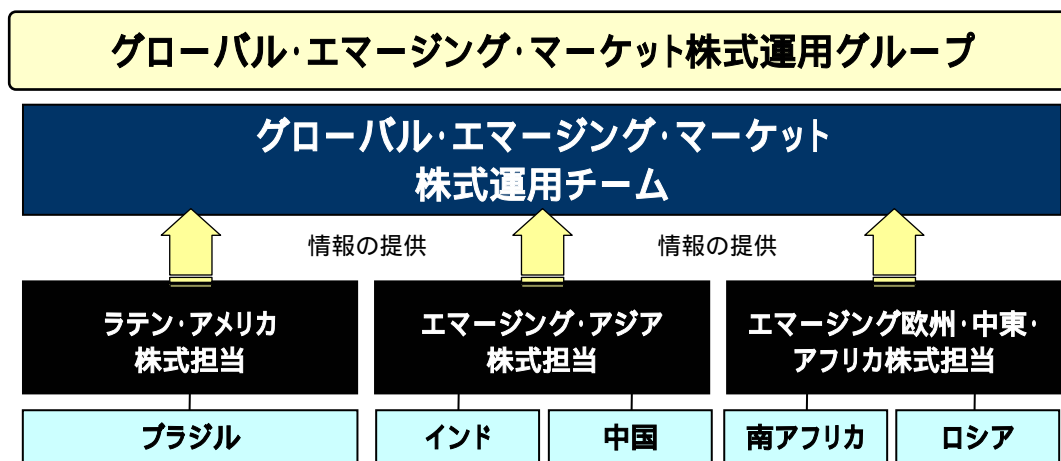 グローバル・エマージング・マーケット株式運用グループ
グローバル・エマージング・マーケット
株式運用チーム
情報の提供
情報の提供
ラテン・アメリカ
株式担当
エマージング・アジア
株式担当
エマージング欧州・中東・
アフリカ株式担当
ブラジル
インド
中国
南アフリカ
ロシア